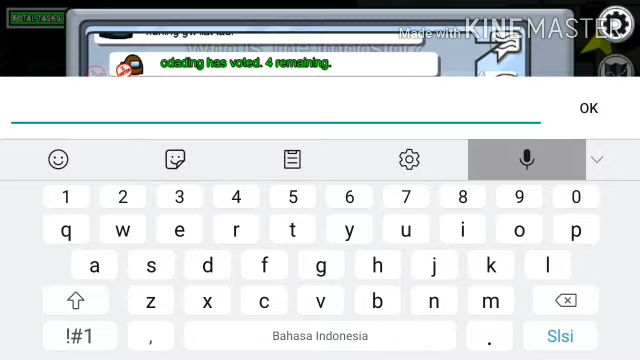 TOTAL TASKS
Made with KINEMASTER
odading has voted. 4 remaining.
OK
1 2 3 4 5 6 7 8 9 0
q w e r t y u i o p
a s d f g h j k l
z x c v b n m
!#1 , Bahasa Indonesia . SlsI